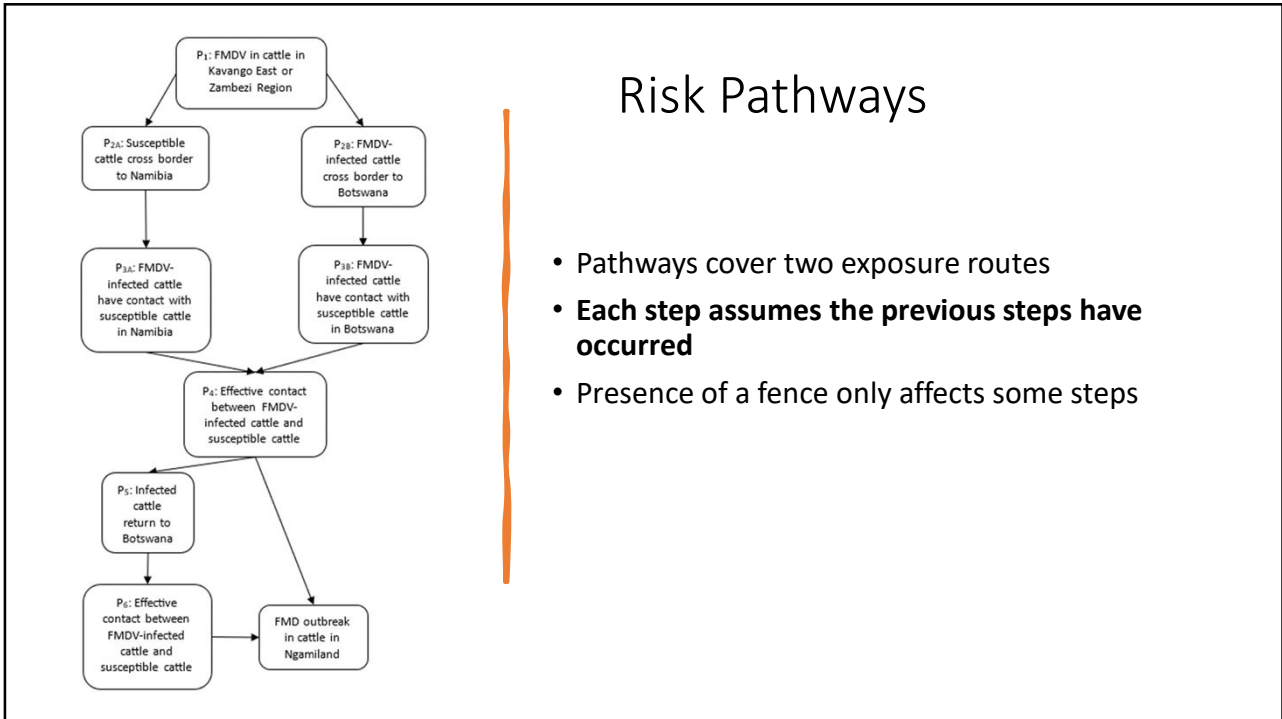 P₁: FMDV in cattle in
Kavango East or
Zambezi Region
P₂ₐ: Susceptible
cattle cross border
to Namibia
P₂ᵦ: FMDV-
infected cattle
cross border to
Botswana
P₃ₐ: FMDV-
infected cattle
have contact with
susceptible cattle
in Namibia
P₃ᵦ: FMDV-
infected cattle
have contact with
susceptible cattle
in Botswana
P₄: Effective contact
between FMDV-
infected cattle and
susceptible cattle
P₅: Infected
cattle
return to
Botswana
P₆: Effective
contact between
FMDV-infected
cattle and
susceptible cattle
FMD outbreak
in cattle in
Ngamiland
Risk Pathways
• Pathways cover two exposure routes
• Each step assumes the previous steps have
occurred
• Presence of a fence only affects some steps